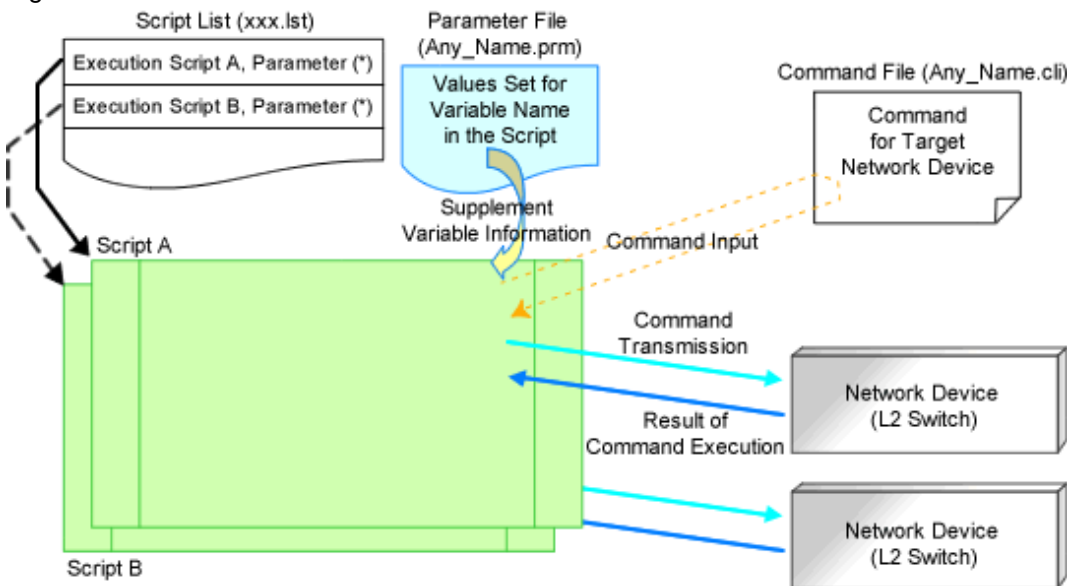 Script List (xxx.lst)
Execution Script A, Parameter (*)
Execution Script B, Parameter (*)
Parameter File
(Any_Name.prm)
Values Set for
Variable Name
in the Script
Command File (Any_Name.cli)
Command
for Target
Network Device
Supplement
Variable Information
Command Input
Script A
Command
Transmission
Network Device
(L2 Switch)
Result of
Command Execution
Network Device
(L2 Switch)
Script B